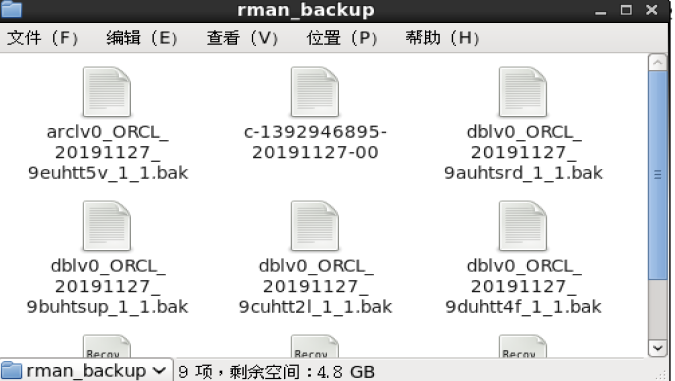 rman_backup
文件（F） 编辑（E） 查看（V） 位置（P） 帮助（H）
arclv0_ORCL_
20191127_
9euhtt5v_1_1.bak
c-1392946895-
20191127-00
dblv0_ORCL_
20191127_
9auhtsrd_1_1.bak
dblv0_ORCL_
20191127_
9buhtsup_1_1.bak
dblv0_ORCL_
20191127_
9cuhtt2l_1_1.bak
dblv0_ORCL_
20191127_
9duhtt4f_1_1.bak
Recov
Recov
Recov
rman_backup
9 项，剩余空间：4.8 GB